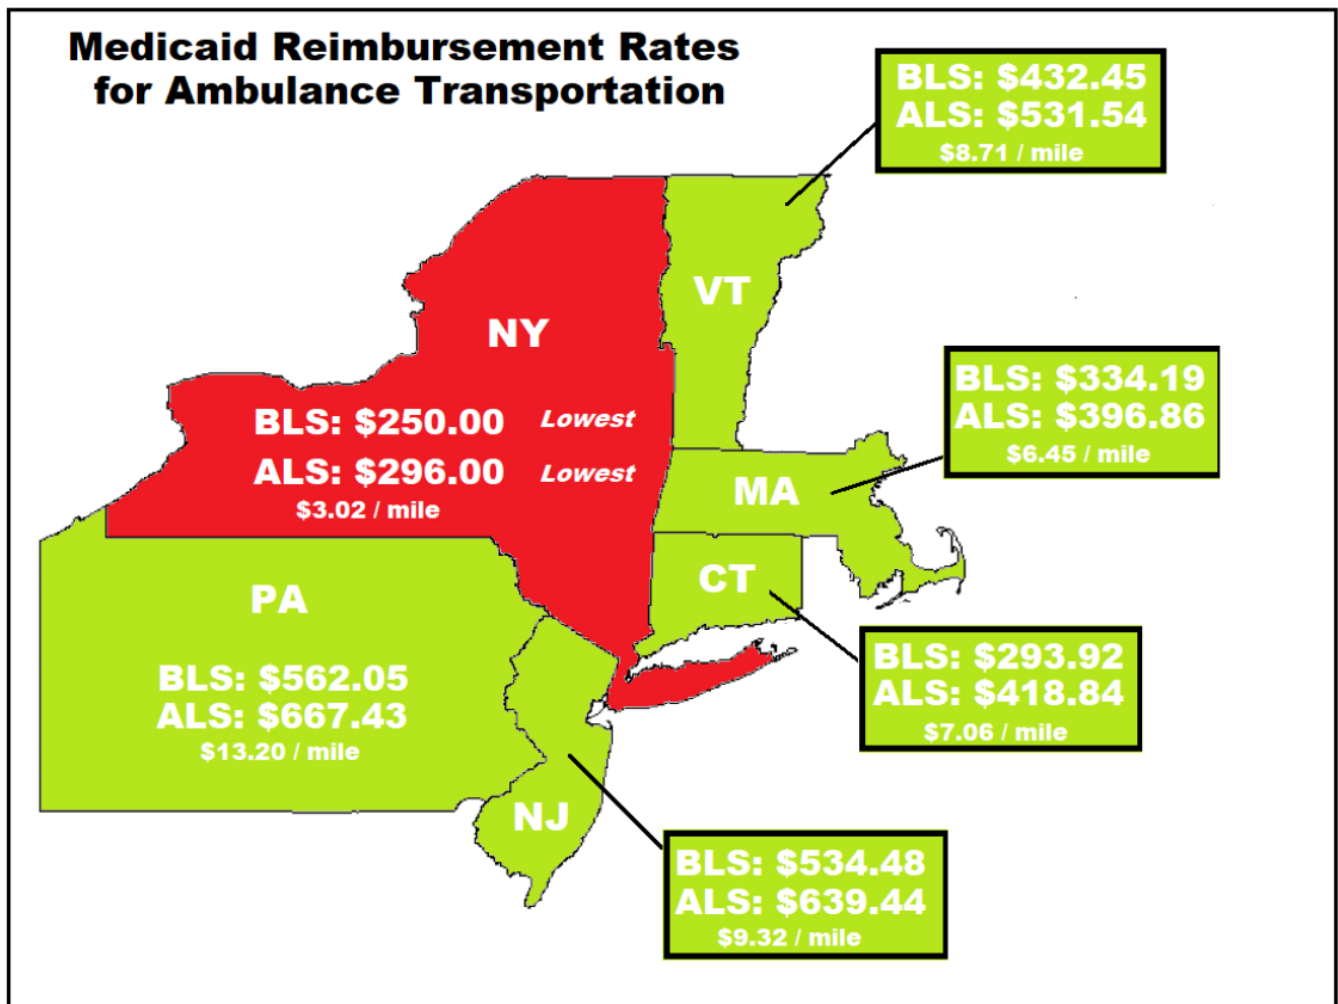 Medicaid Reimbursement Rates
for Ambulance Transportation
BLS: $432.45
ALS: $531.54
$8.71 / mile
VT
NY
BLS: $250.00 Lowest
ALS: $296.00 Lowest
$3.02 / mile
BLS: $334.19
ALS: $396.86
$6.45 / mile
MA
CT
BLS: $293.92
ALS: $418.84
$7.06 / mile
PA
BLS: $562.05
ALS: $667.43
$13.20 / mile
NJ
BLS: $534.48
ALS: $639.44
$9.32 / mile